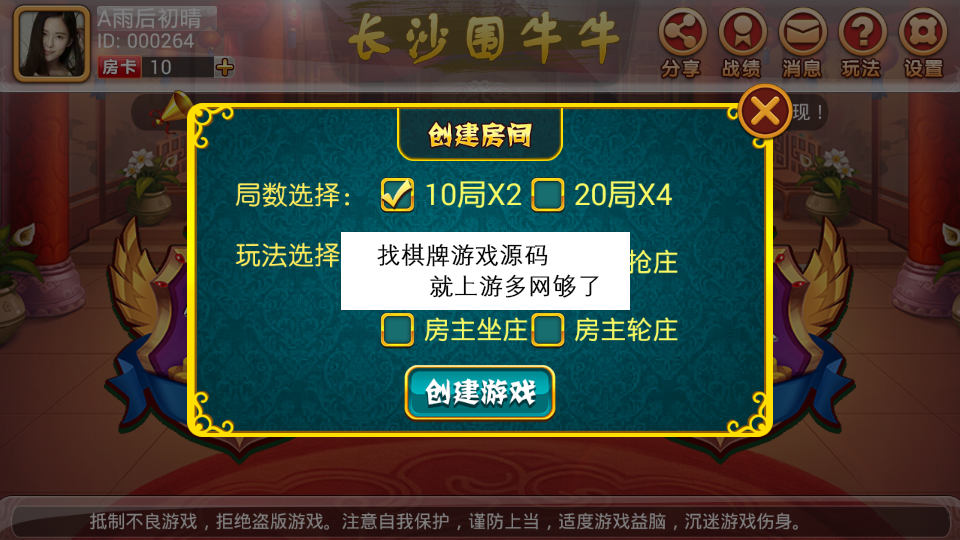 A雨后初晴
ID: 000264
房卡 10
长沙围牛牛
分享 战绩 消息 玩法 设置
现！
创建房间
局数选择： 10局X2 20局X4
玩法选择 抢庄
找棋牌游戏源码
就上游多网够了
房主坐庄 房主轮庄
创建游戏
抵制不良游戏，拒绝盗版游戏。注意自我保护，谨防上当，适度游戏益脑，沉迷游戏伤身。